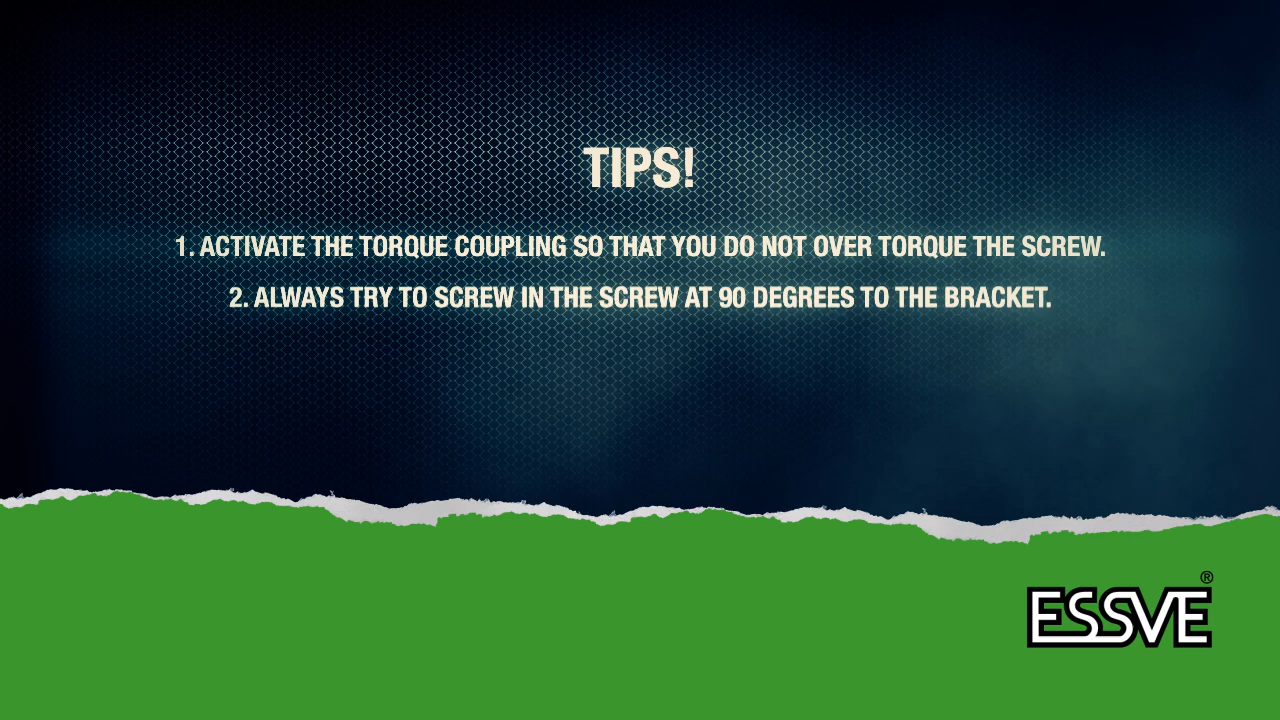 TIPS!
1. ACTIVATE THE TORQUE COUPLING SO THAT YOU DO NOT OVER TORQUE THE SCREW.
2. ALWAYS TRY TO SCREW IN THE SCREW AT 90 DEGREES TO THE BRACKET.
ESSVE®